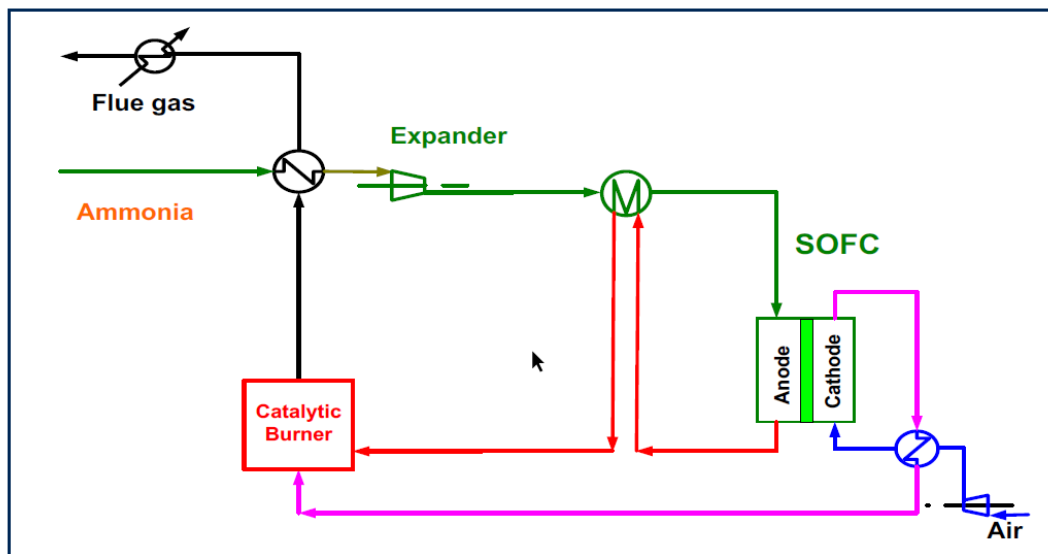 Flue gas
Expander
Ammonia
SOFC
Anode
Cathode
Catalytic
Burner
Air